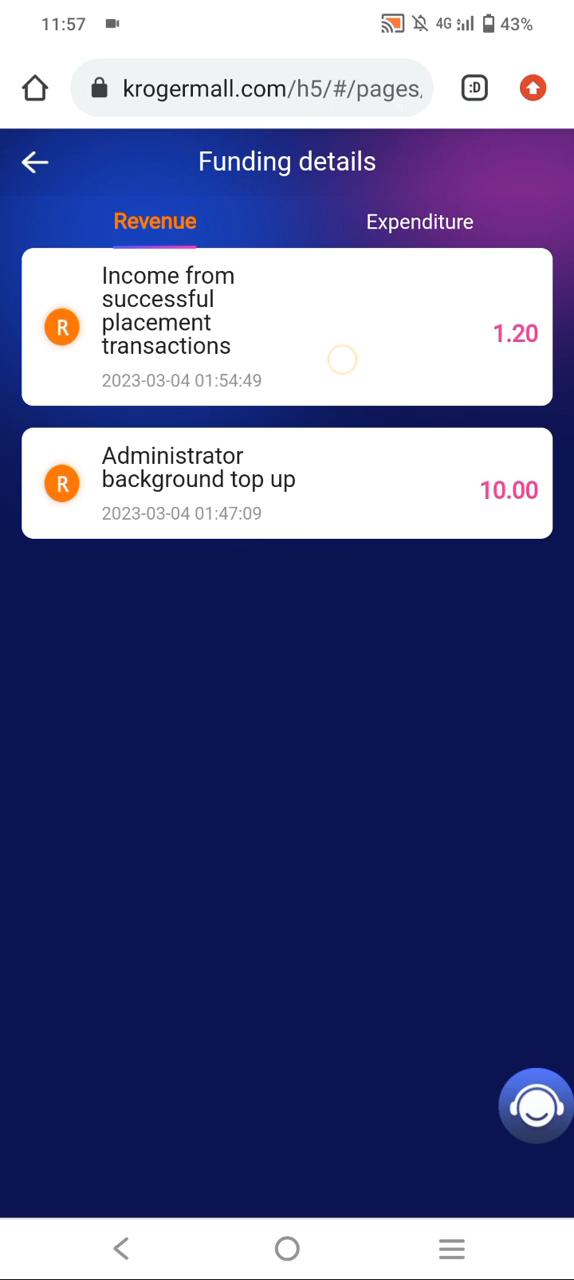 11:57
4G
43%
krogermall.com/h5/#/pages
:D
Funding details
Revenue
Expenditure
Income from
successful
placement
transactions
R
1.20
2023-03-04 01:54:49
Administrator
background top up
R
10.00
2023-03-04 01:47:09